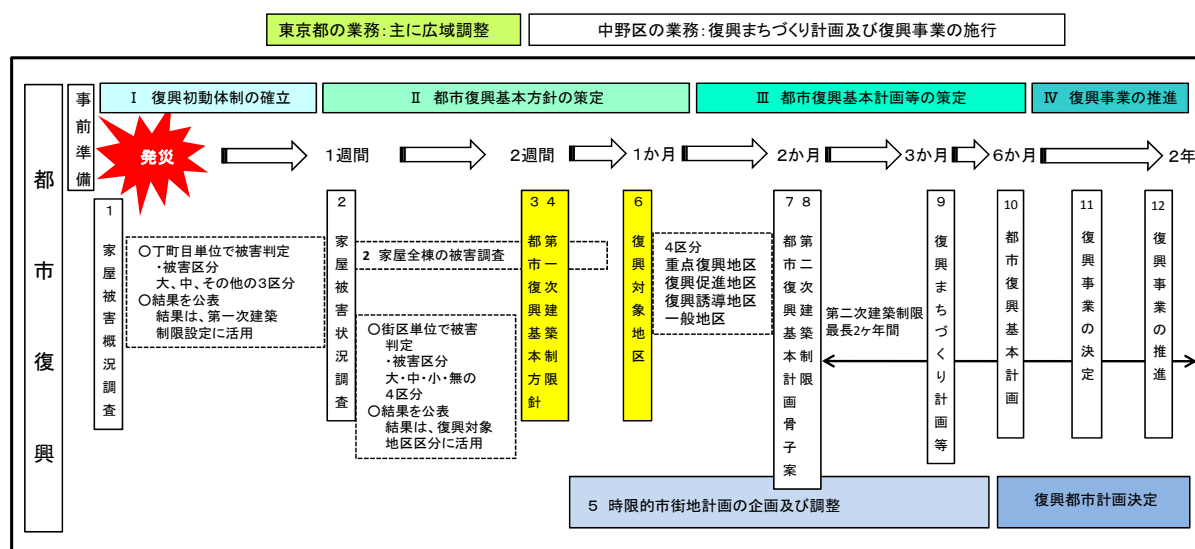 東京都の業務:主に広域調整
中野区の業務:復興まちづくり計画及び復興事業の施行
都市復興
事前準備
Ⅰ 復興初動体制の確立
Ⅱ 都市復興基本方針の策定
Ⅲ 都市復興基本計画等の策定
Ⅳ 復興事業の推進
発災
1週間
2週間
1か月
2か月
3か月
6か月
2年
1 家屋被害概況調査
○丁町目単位で被害判定
・被害区分
大、中、その他の3区分
○結果を公表
結果は、第一次建築
制限設定に活用
2 家屋被害状況調査
2 家屋全棟の被害調査
○街区単位で被害
判定
・被害区分
大・中・小・無の
4区分
○結果を公表
結果は、復興対象
地区区分に活用
4 第一次建築制限
3 都市復興基本方針
6 復興対象地区
4区分
重点復興地区
復興促進地区
復興誘導地区
一般地区
8 第二次建築制限
7 都市復興基本計画骨子案
第二次建築制限
最長2ヶ年間
9 復興まちづくり計画等
10 都市復興基本計画
11 復興事業の決定
12 復興事業の推進
5 時限的市街地計画の企画及び調整
復興都市計画決定